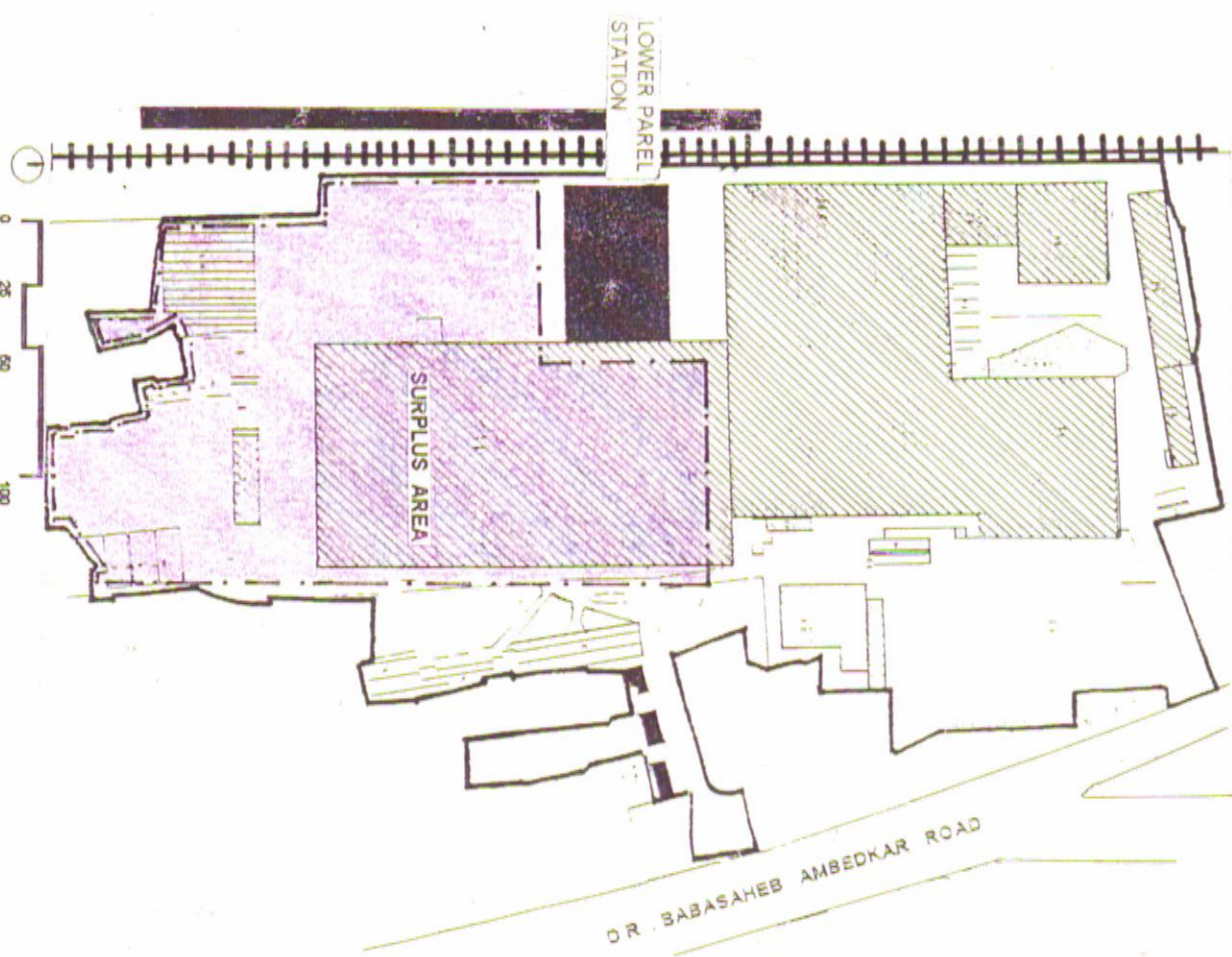 LOWER PAREL
STATION
SURPLUS AREA
DR. BABASAHEB AMBEDKAR ROAD
0 25 50 100